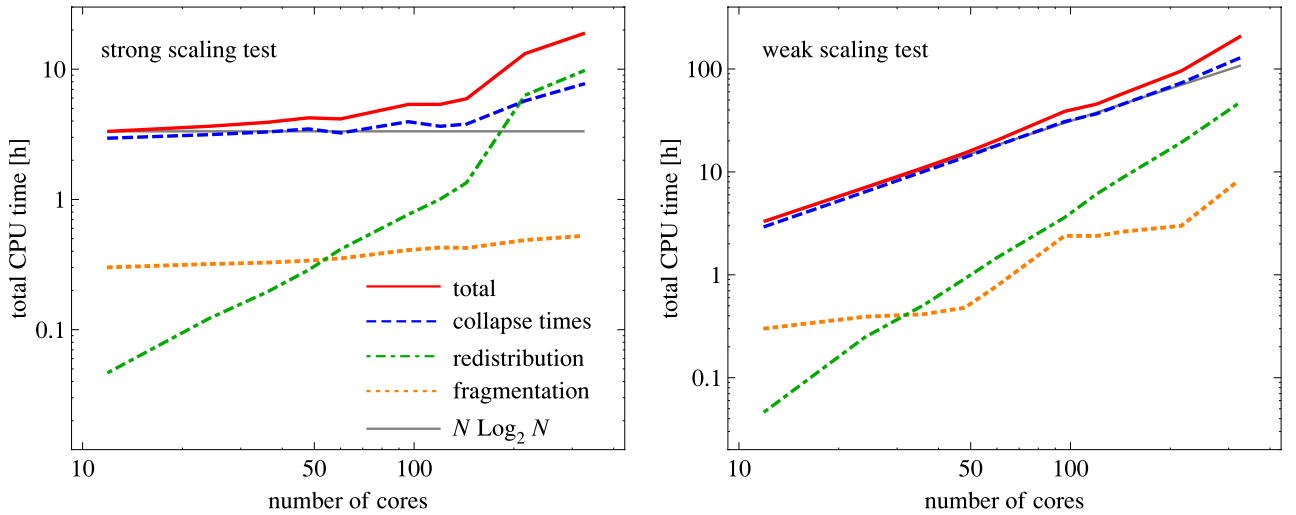 strong scaling test
total CPU time [h]
10
1
0.1
total
collapse times
redistribution
fragmentation
N Log₂ N
10
50
100
number of cores
weak scaling test
total CPU time [h]
100
10
1
0.1
10
50
100
number of cores